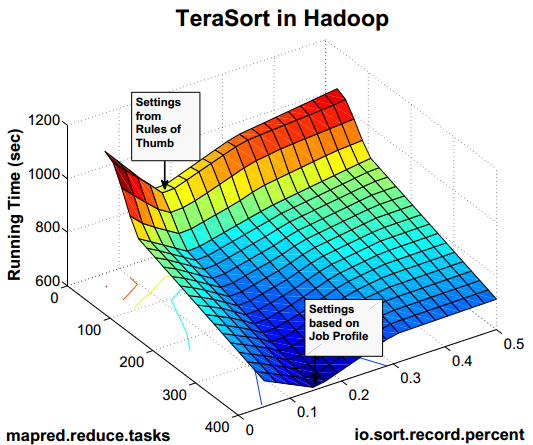 TeraSort in Hadoop
Settings
from
Rules of
Thumb
1200
1000
800
600
Running Time (sec)
0
100
200
300
400
mapred.reduce.tasks
Settings
based on
Job Profile
0
0.1
0.2
0.3
0.4
0.5
io.sort.record.percent